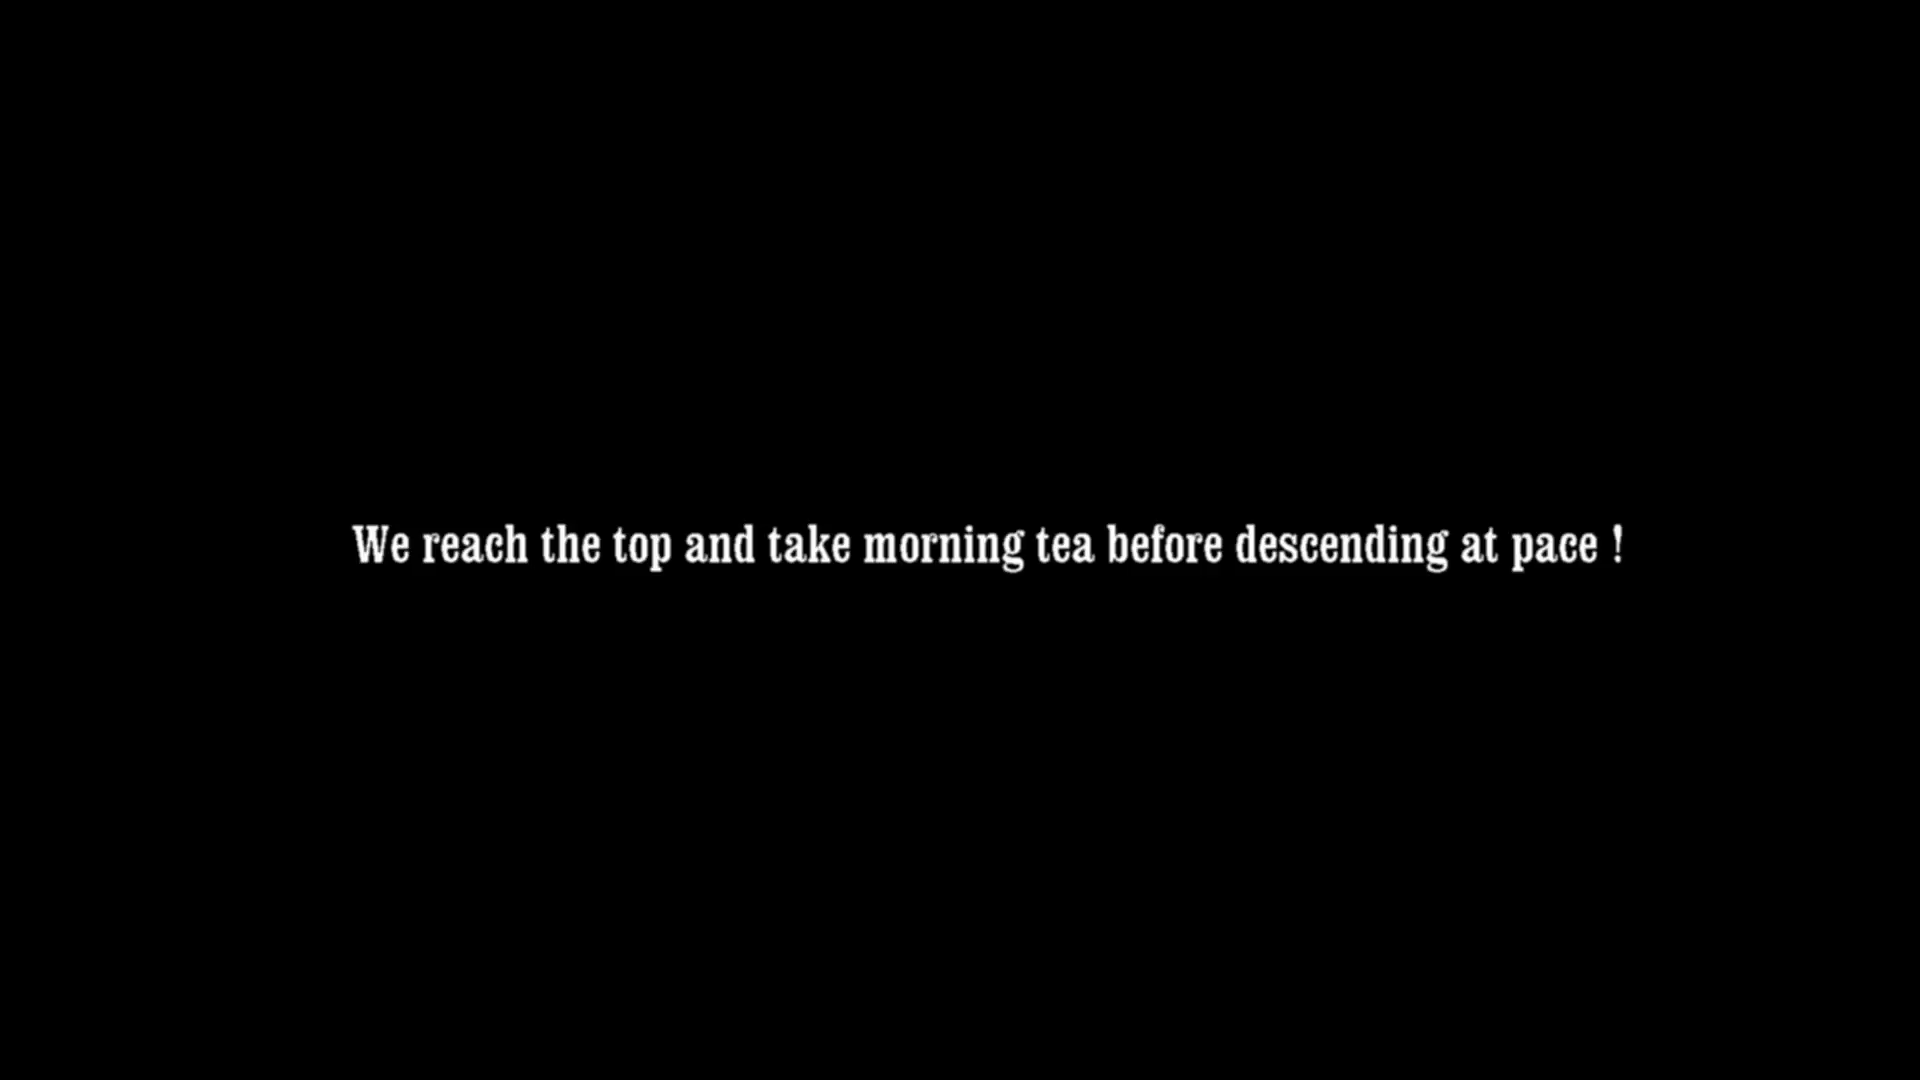 We reach the top and take morning tea before descending at pace !